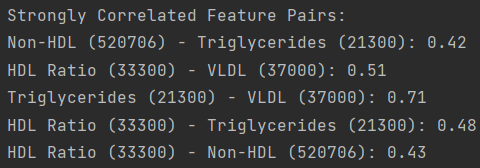 Strongly Correlated Feature Pairs:
Non-HDL (520706) - Triglycerides (21300): 0.42
HDL Ratio (33300) - VLDL (37000): 0.51
Triglycerides (21300) - VLDL (37000): 0.71
HDL Ratio (33300) - Triglycerides (21300): 0.48
HDL Ratio (33300) - Non-HDL (520706): 0.43